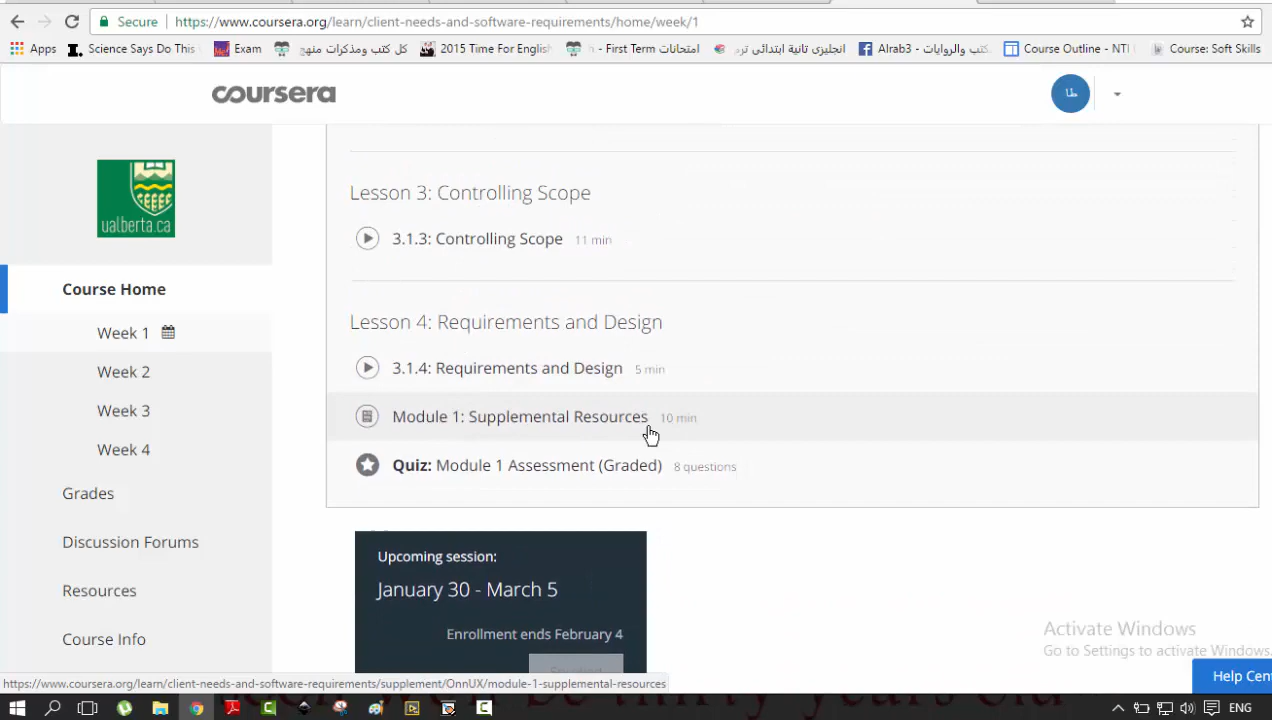 Secure https://www.coursera.org/learn/client-needs-and-software-requirements/home/week/1
Apps Science Says Do This Exam كل كتب ومذكرات منهج 2015 Time For English امتحانات First Term - n انجليزى ثانية ابتدائى ترم Alrab3 - كتب والروايات Course Outline - NTI Course: Soft Skills
coursera
طا
ualberta.ca
Lesson 3: Controlling Scope
3.1.3: Controlling Scope 11 min
Course Home
Lesson 4: Requirements and Design
Week 1
3.1.4: Requirements and Design 5 min
Week 2
Module 1: Supplemental Resources 10 min
Week 3
Week 4
Quiz: Module 1 Assessment (Graded) 8 questions
Grades
Discussion Forums
Upcoming session:
January 30 - March 5
Resources
Enrollment ends February 4
Course Info
Activate Windows
Go to Settings to activate Windows.
Help Cen
https://www.coursera.org/learn/client-needs-and-software-requirements/supplement/OnnUX/module-1-supplemental-resources
be thirty years old
ENG